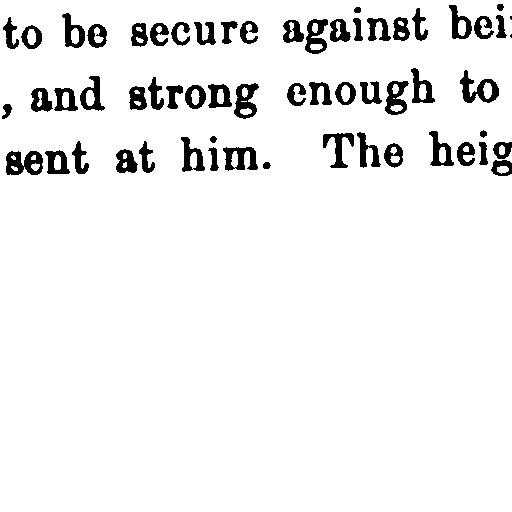 to be secure against bei
, and strong enough to
sent at him. The heig